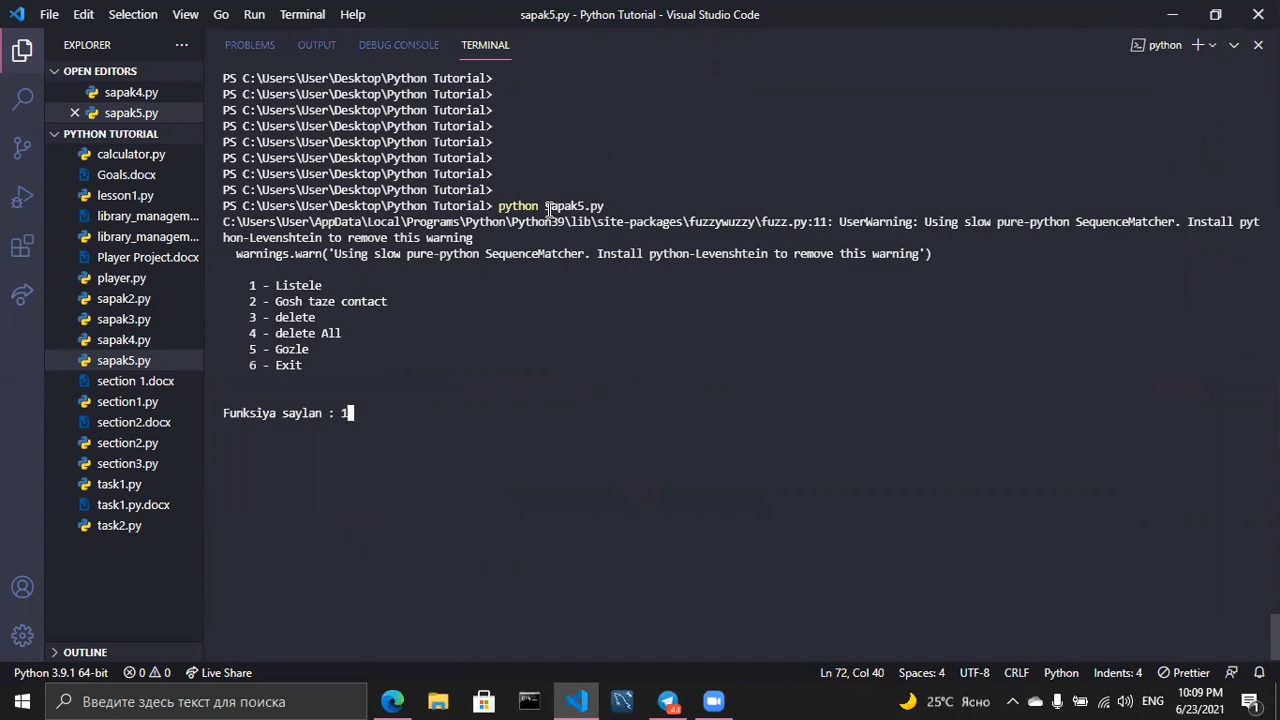 File Edit Selection View Go Run Terminal Help
sapak5.py - Python Tutorial - Visual Studio Code
EXPLORER
OPEN EDITORS
sapak4.py
sapak5.py
PYTHON TUTORIAL
calculator.py
Goals.docx
lesson1.py
library_managem...
library_managem...
Player Project.docx
player.py
sapak2.py
sapak3.py
sapak4.py
sapak5.py
section 1.docx
section1.py
section2.docx
section2.py
section3.py
task1.py
task1.py.docx
task2.py
OUTLINE
PROBLEMS OUTPUT DEBUG CONSOLE TERMINAL
python
PS C:\Users\User\Desktop\Python Tutorial>
PS C:\Users\User\Desktop\Python Tutorial>
PS C:\Users\User\Desktop\Python Tutorial>
PS C:\Users\User\Desktop\Python Tutorial>
PS C:\Users\User\Desktop\Python Tutorial>
PS C:\Users\User\Desktop\Python Tutorial>
PS C:\Users\User\Desktop\Python Tutorial>
PS C:\Users\User\Desktop\Python Tutorial>
PS C:\Users\User\Desktop\Python Tutorial> python sapak5.py
C:\Users\User\AppData\Local\Programs\Python\Python39\lib\site-packages\fuzzywuzzy\fuzz.py:11: UserWarning: Using slow pure-python SequenceMatcher. Install pyt
hon-Levenshtein to remove this warning
warnings.warn('Using slow pure-python SequenceMatcher. Install python-Levenshtein to remove this warning')
1 - Listele
2 - Gosh taze contact
3 - delete
4 - delete All
5 - Gozle
6 - Exit
Funksiya saylan : 1
Python 3.9.1 64-bit 0 0 Live Share Ln 72, Col 40 Spaces: 4 UTF-8 CRLF Python Indents: 4 Prettier
Введите здесь текст для поиска
25°C Ясно
ENG
10:09 PM
6/23/2021